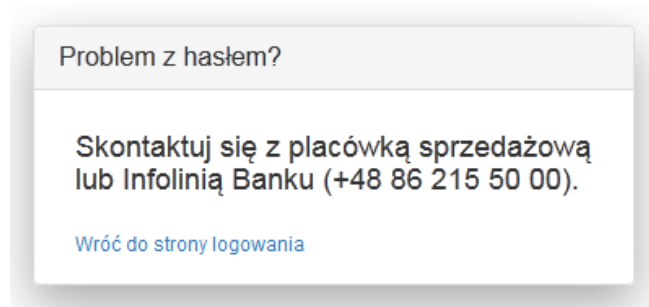 Problem z hasłem?
Skontaktuj się z placówką sprzedażową
lub Infolinią Banku (+48 86 215 50 00).
Wróć do strony logowania